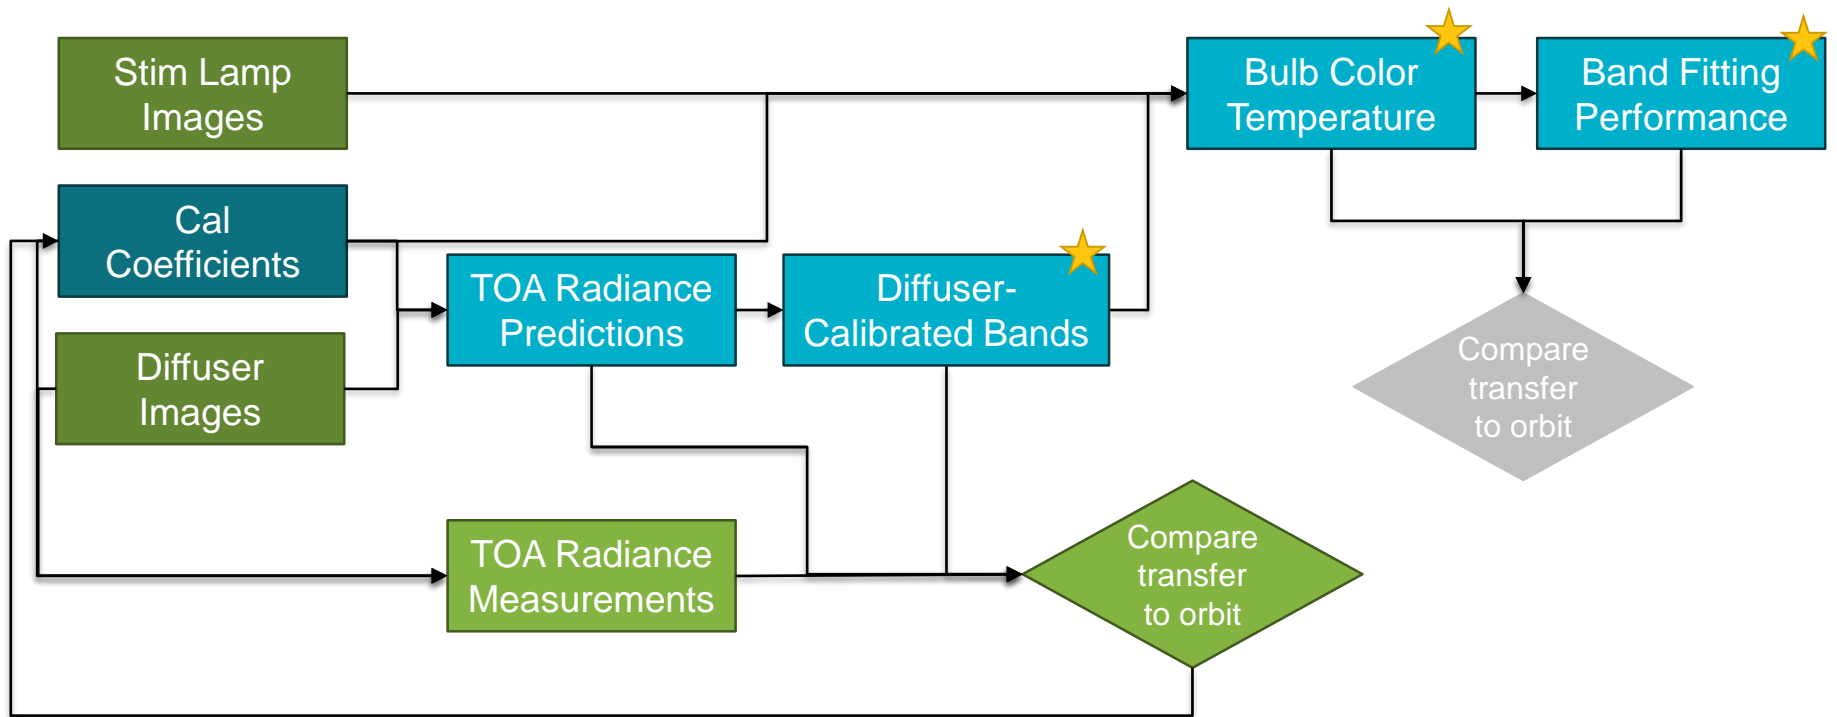 Stim Lamp
Images
Bulb Color
Temperature
Band Fitting
Performance
Cal
Coefficients
TOA Radiance
Predictions
Diffuser-
Calibrated Bands
Diffuser
Images
Compare
transfer
to orbit
TOA Radiance
Measurements
Compare
transfer
to orbit